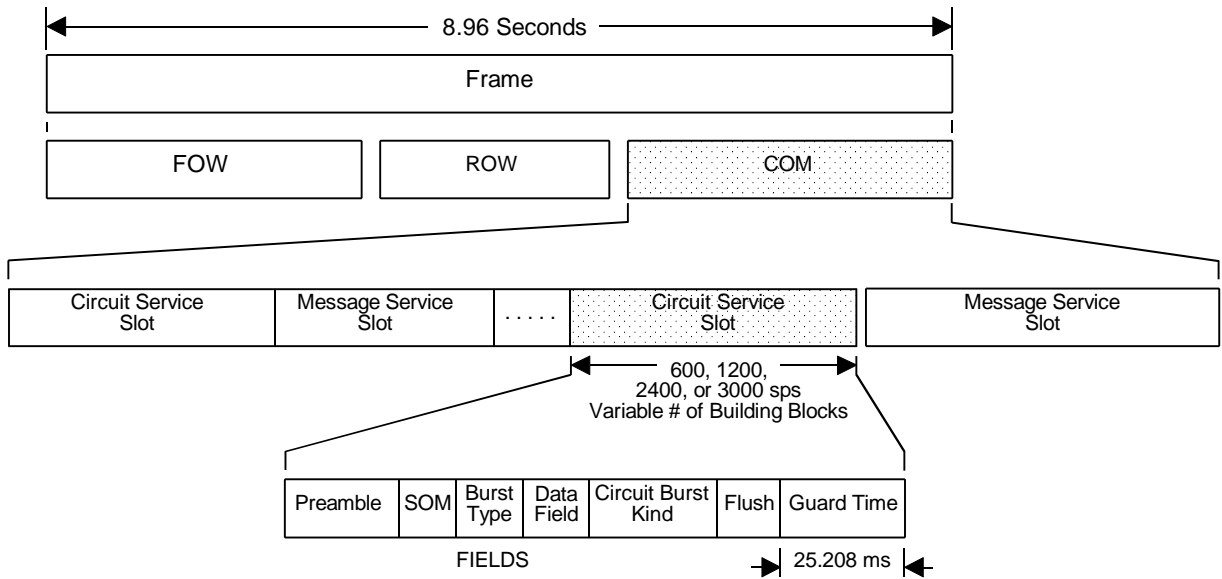 8.96 Seconds
Frame
FOW
ROW
COM
Circuit Service
Slot
Message Service
Slot
. . . . .
Circuit Service
Slot
Message Service
Slot
600, 1200,
2400, or 3000 sps
Variable # of Building Blocks
Preamble
SOM
Burst
Type
Data
Field
Circuit Burst
Kind
Flush
Guard Time
FIELDS
25.208 ms